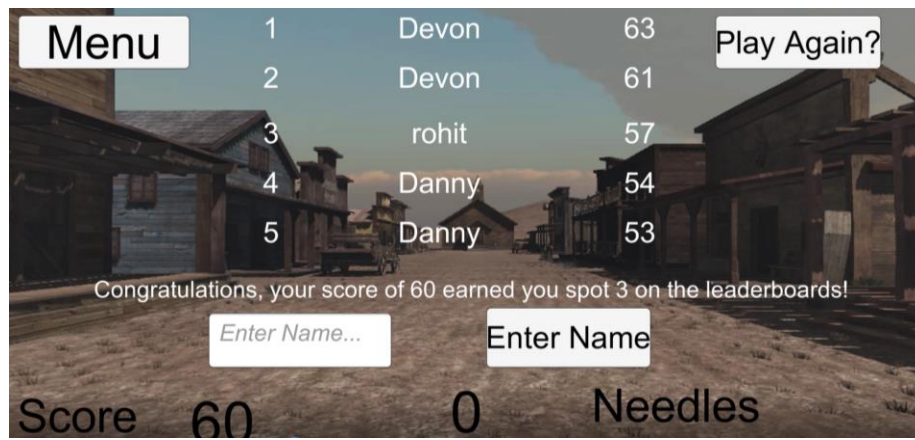 Menu
1 Devon 63
Play Again?
2 Devon 61
3 rohit 57
4 Danny 54
5 Danny 53
Congratulations, your score of 60 earned you spot 3 on the leaderboards!
Enter Name...
Enter Name
Score 60 0 Needles